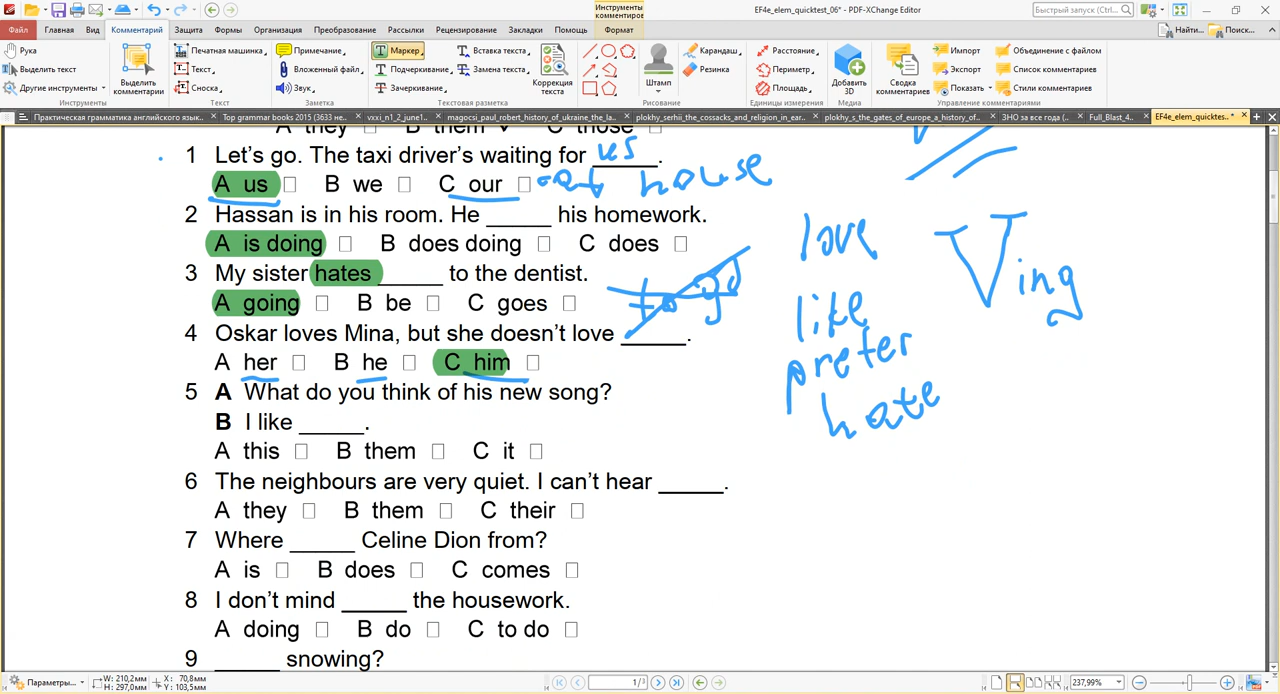 EF4e_elem_quicktest_06* - PDF-XChange Editor
Инструменты комментирования
Быстрый запуск (Ctrl+...
Файл Главная Вид Комментарий Защита Формы Организация Преобразование Рассылки Рецензирование Закладки Помощь Формат Найти... Поиск...
Рука
Выделить текст
Другие инструменты
Инструменты
Выделить комментарий
Печатная машинка
Текст
Сноска
Текст
Примечание
Вложенный файл
Звук
Заметка
Маркер
Подчеркивание
Зачеркивание
Вставка текста
Замена текста
Текстовая разметка
Коррекция текста
Штамп
Карандаш
Резинка
Рисование
Расстояние
Периметр
Площадь
Единицы измерения
Добавить 3D
Медиа
Сводка комментариев
Импорт
Экспорт
Показать
Объединение с файлом
Список комментариев
Стили комментариев
Управление комментариями
Практическая грамматика английского язык... Top grammar books 2015 (3633 не... vxxi_n1_2_june1... magocsi_paul_robert_history_of_ukraine_the_la... plokhy_serhii_the_cossacks_and_religion_in_ear... plokhy_s_the_gates_of_europe_a_history_of... ЗНО за все года (... Full_Blast_4... EF4e_elem_quicktes... *
A they B them C those
1 Let's go. The taxi driver's waiting for us _____.
A us B we C our house
2 Hassan is in his room. He _____ his homework.
A is doing B does doing C does
love Ving
3 My sister hates _____ to the dentist.
A going B be C goes to go
like
4 Oskar loves Mina, but she doesn't love _____.
A her B he C him
prefer
5 A What do you think of his new song?
hate
B I like _____.
A this B them C it
6 The neighbours are very quiet. I can't hear _____.
A they B them C their
7 Where _____ Celine Dion from?
A is B does C comes
8 I don't mind _____ the housework.
A doing B do C to do
9 _____ snowing?
Параметры... W: 210,2мм H: 297,0мм X: 70,8мм Y: 103,5мм 1/3 237,99%